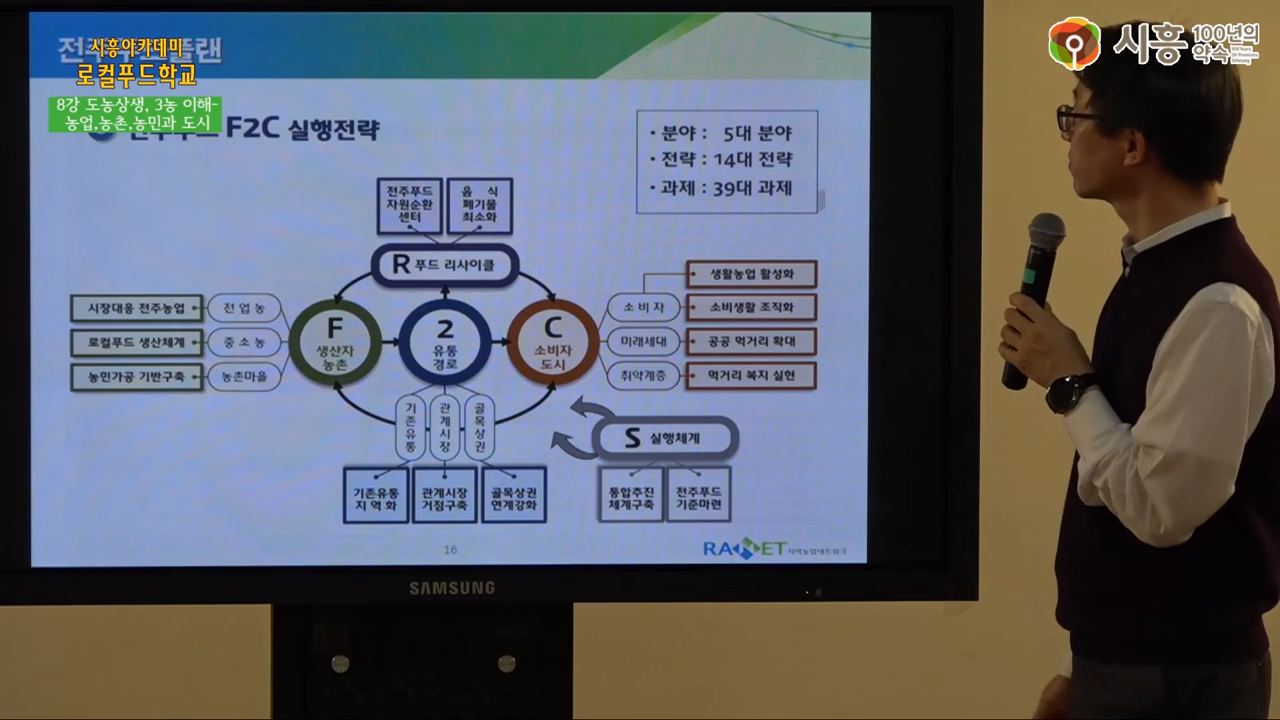 시흥아카데미
로컬푸드학교
8강 도농상생, 3농 이해-
농업,농촌,농민과 도시
시흥
100년의
약속
플랜
F2C 실행전략
• 분야 : 5대 분야
• 전략 : 14대 전략
• 과제 : 39대 과제
전주푸드
자원순환
센터
음 식
폐기물
최소화
R 푸드 리사이클
시장대응 전주농업
전업농
로컬푸드 생산체계
중소농
농민가공 기반구축
농촌마을
F
생산자
농촌
2
유통
경로
C
소비자
도시
소비자
생활농업 활성화
소비생활 조직화
미래세대
공공 먹거리 확대
취약계층
먹거리 복지 실현
기존유통
관계시장
골목상권
기존유통
지역화
관계시장
거점구축
골목상권
연계강화
S 실행체계
통합추진
체계구축
전주푸드
기준마련
16
지역농업네트워크
SAMSUNG